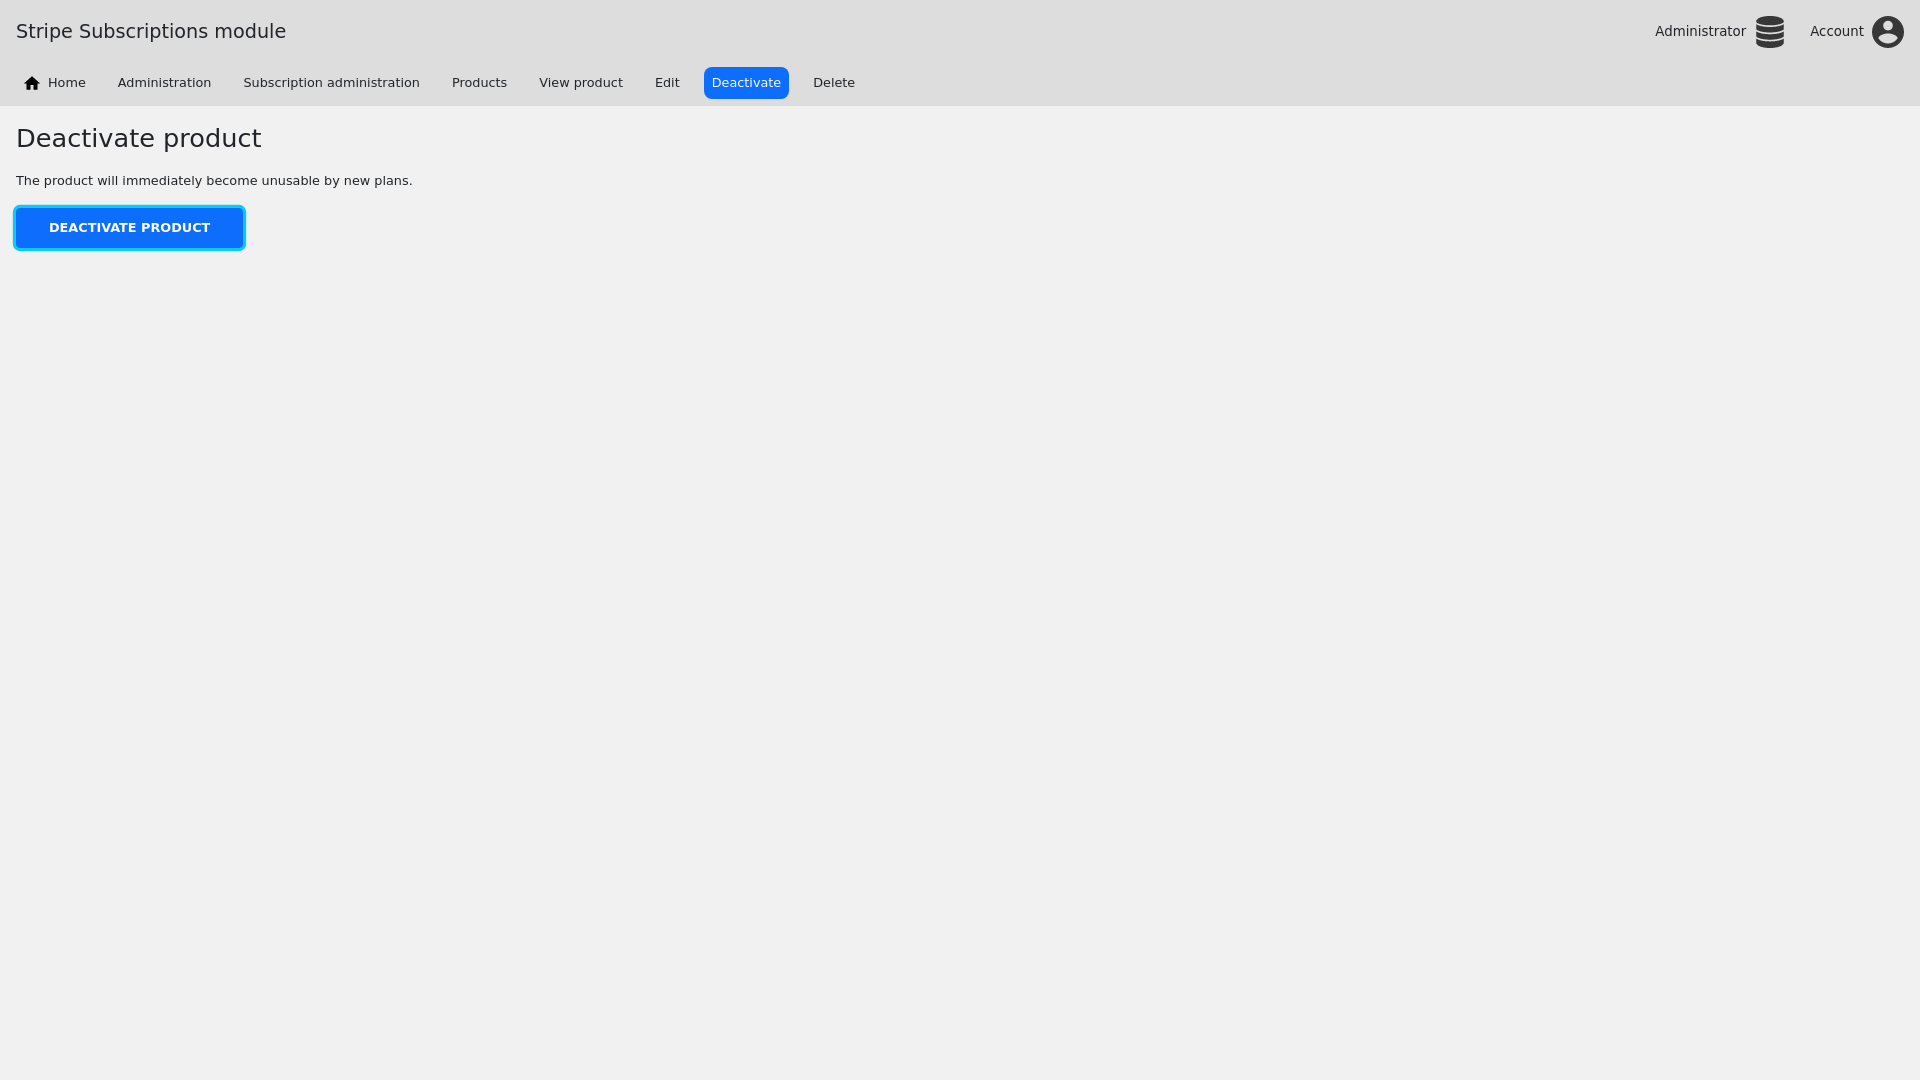 Stripe Subscriptions module
Administrator
Account
Home
Administration
Subscription administration
Products
View product
Edit
Deactivate
Delete
Deactivate product
The product will immediately become unusable by new plans.
DEACTIVATE PRODUCT